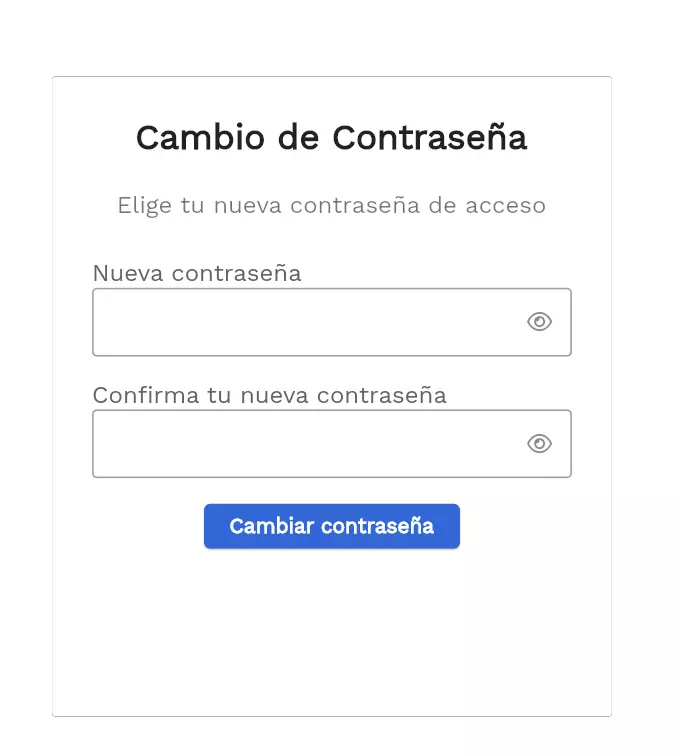 Cambio de Contraseña
Elige tu nueva contraseña de acceso
Nueva contraseña
Confirma tu nueva contraseña
Cambiar contraseña